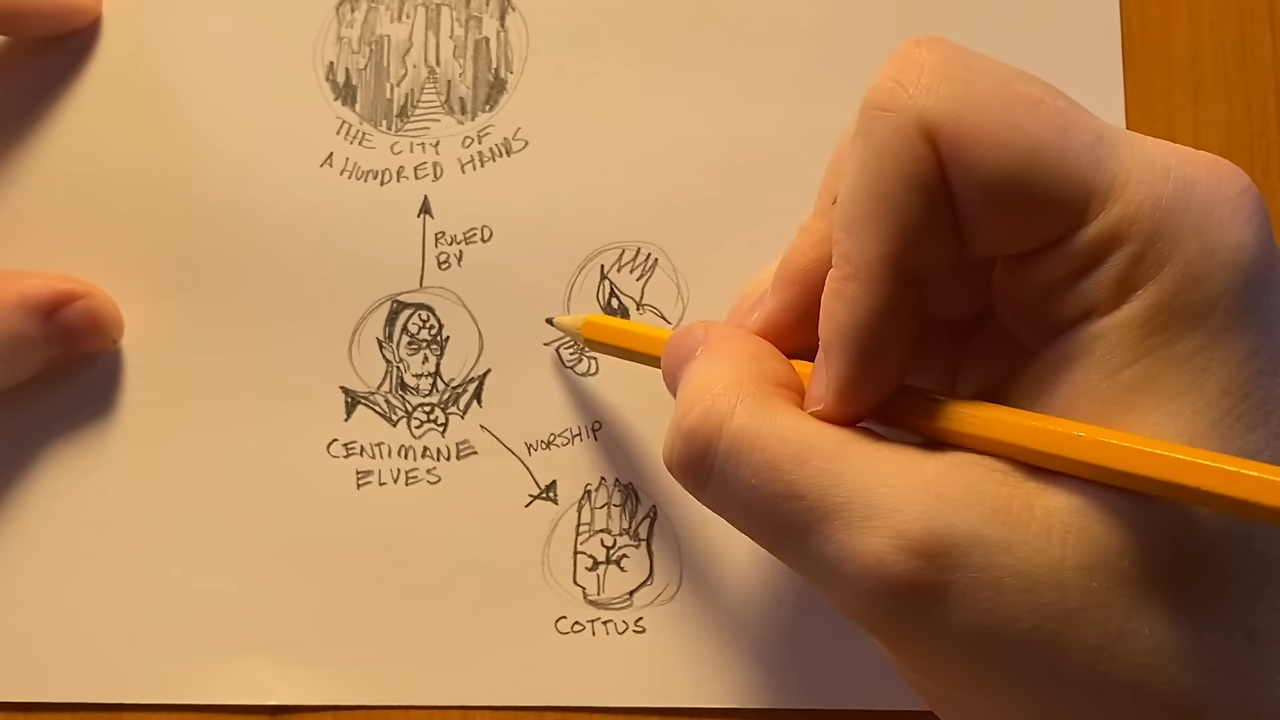 THE CITY OF
A HUNDRED HANDS
RULED
BY
CENTIMANE
ELVES
WORSHIP
COTTUS